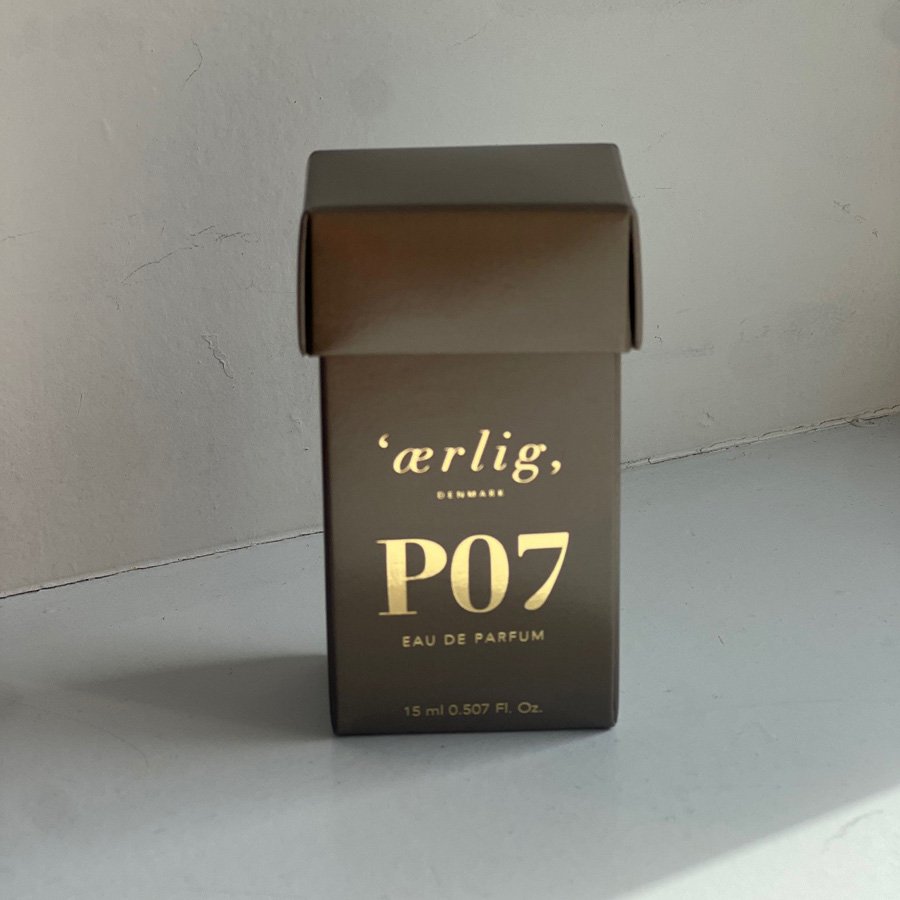 ‘ærlig,
DENMARK
P07
EAU DE PARFUM
15 ml 0.507 Fl. Oz.